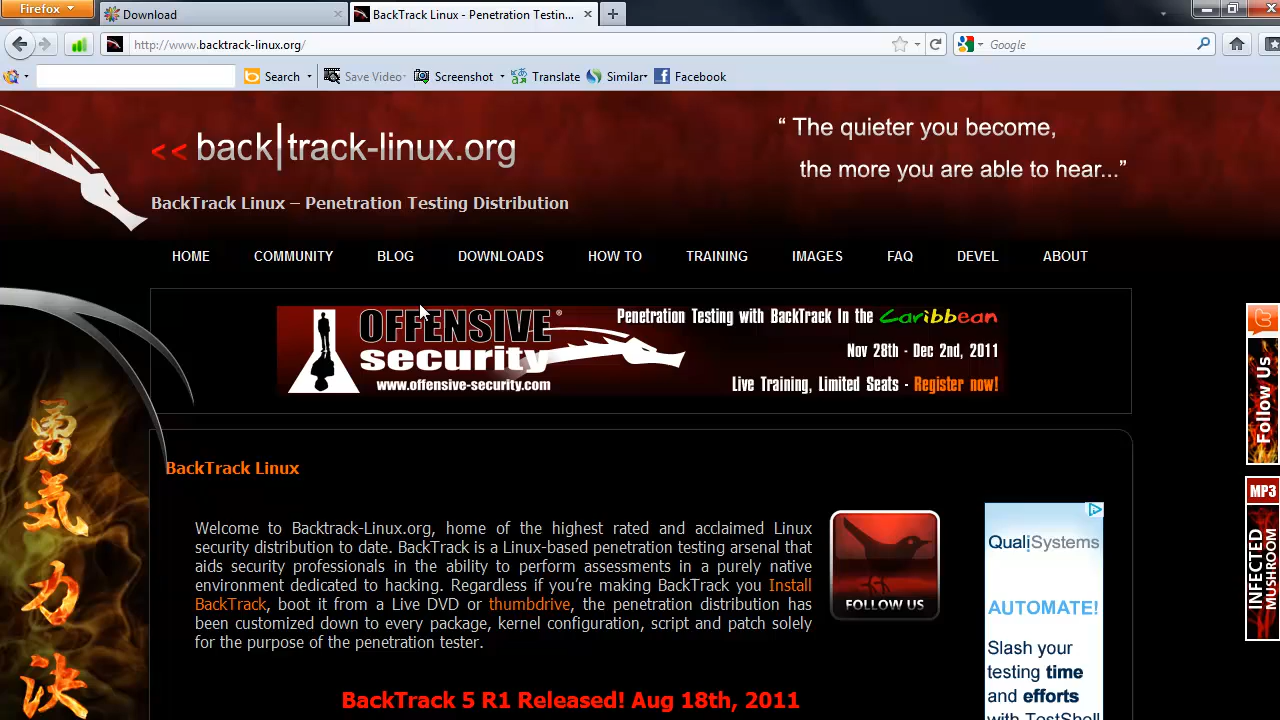 Firefox
Download
BackTrack Linux - Penetration Testin...
http://www.backtrack-linux.org/
Google
Search
Save Video
Screenshot
Translate
Similar
Facebook
<< back|track-linux.org
BackTrack Linux – Penetration Testing Distribution
“ The quieter you become,
the more you are able to hear...”
HOME COMMUNITY BLOG DOWNLOADS HOW TO TRAINING IMAGES FAQ DEVEL ABOUT
OFFENSIVE®
security
www.offensive-security.com
Penetration Testing with BackTrack In the Caribbean
Nov 28th - Dec 2nd, 2011
Live Training, Limited Seats - Register now!
Follow Us
MP3
INFECTED
MUSHROOM
勇
気
力
決
BackTrack Linux
Welcome to Backtrack-Linux.org, home of the highest rated and acclaimed Linux
security distribution to date. BackTrack is a Linux-based penetration testing arsenal that
aids security professionals in the ability to perform assessments in a purely native
environment dedicated to hacking. Regardless if you’re making BackTrack you Install
BackTrack, boot it from a Live DVD or thumbdrive, the penetration distribution has
been customized down to every package, kernel configuration, script and patch solely
for the purpose of the penetration tester.
FOLLOW US
QualiSystems
AUTOMATE!
Slash your
testing time
and efforts
with TestShell
BackTrack 5 R1 Released! Aug 18th, 2011